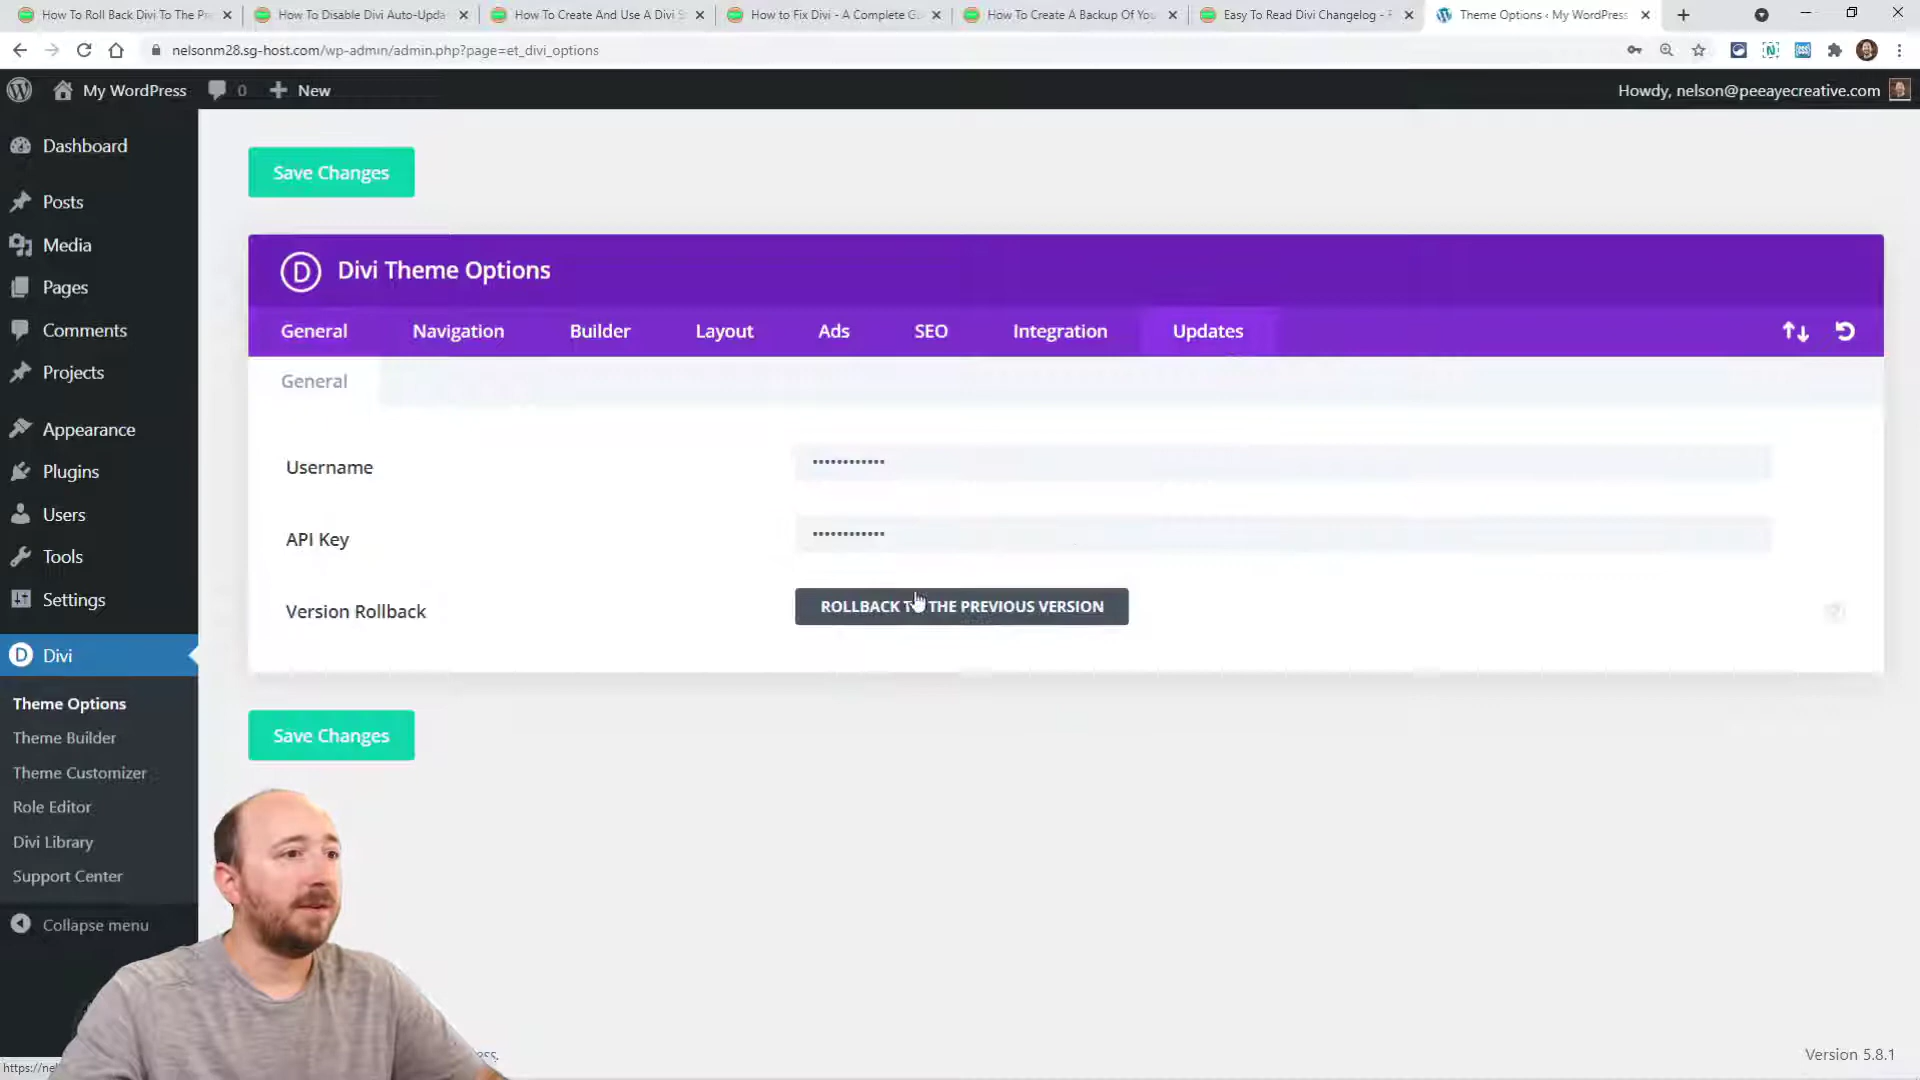 How To Roll Back Divi To The Pre
How To Disable Divi Auto-Upda
How To Create And Use A Divi S
How to Fix Divi - A Complete Gu
How To Create A Backup Of You
Easy To Read Divi Changelog -
Theme Options ‹ My WordPress
nelsonm28.sg-host.com/wp-admin/admin.php?page=et_divi_options
My WordPress
0
New
Howdy, nelson@peeayecreative.com
Dashboard
Posts
Media
Pages
Comments
Projects
Appearance
Plugins
Users
Tools
Settings
D
Divi
Theme Options
Theme Builder
Theme Customizer
Role Editor
Divi Library
Support Center
Collapse menu
Save Changes
D
Divi Theme Options
General
Navigation
Builder
Layout
Ads
SEO
Integration
Updates
General
Username
••••••••••••
API Key
••••••••••••
Version Rollback
ROLLBACK TO THE PREVIOUS VERSION
Save Changes
Version 5.8.1
https://nel